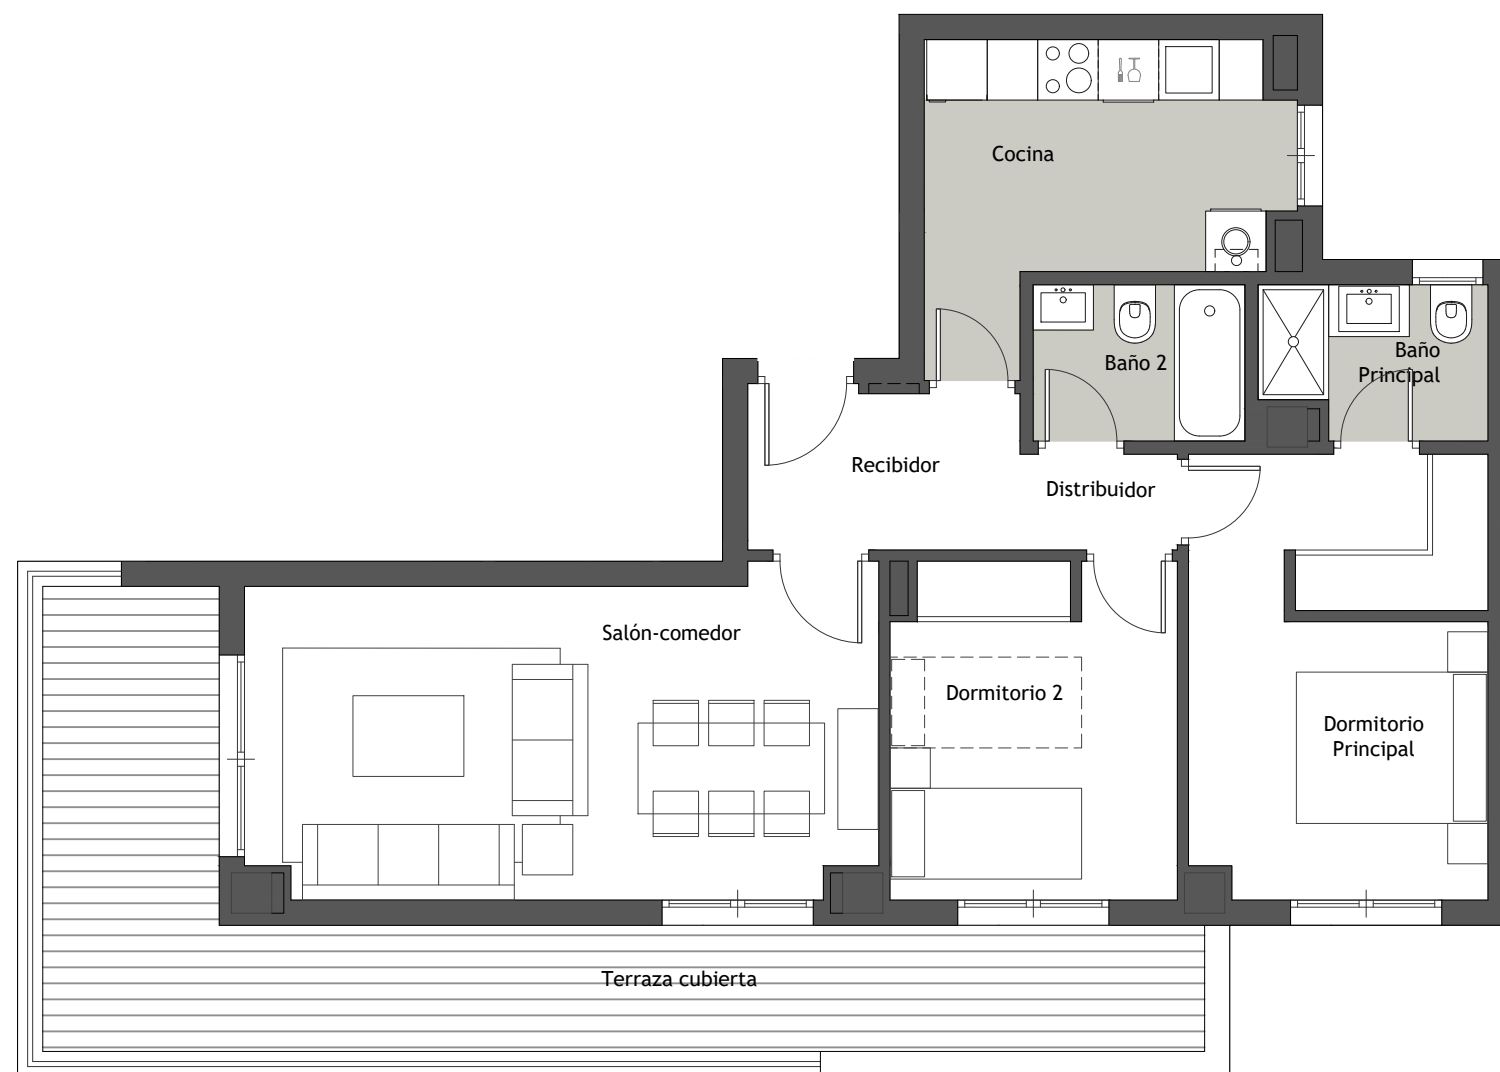 Cocina
Baño 2
Baño
Principal
Recibidor
Distribuidor
Salón-comedor
Dormitorio 2
Dormitorio
Principal
Terraza cubierta